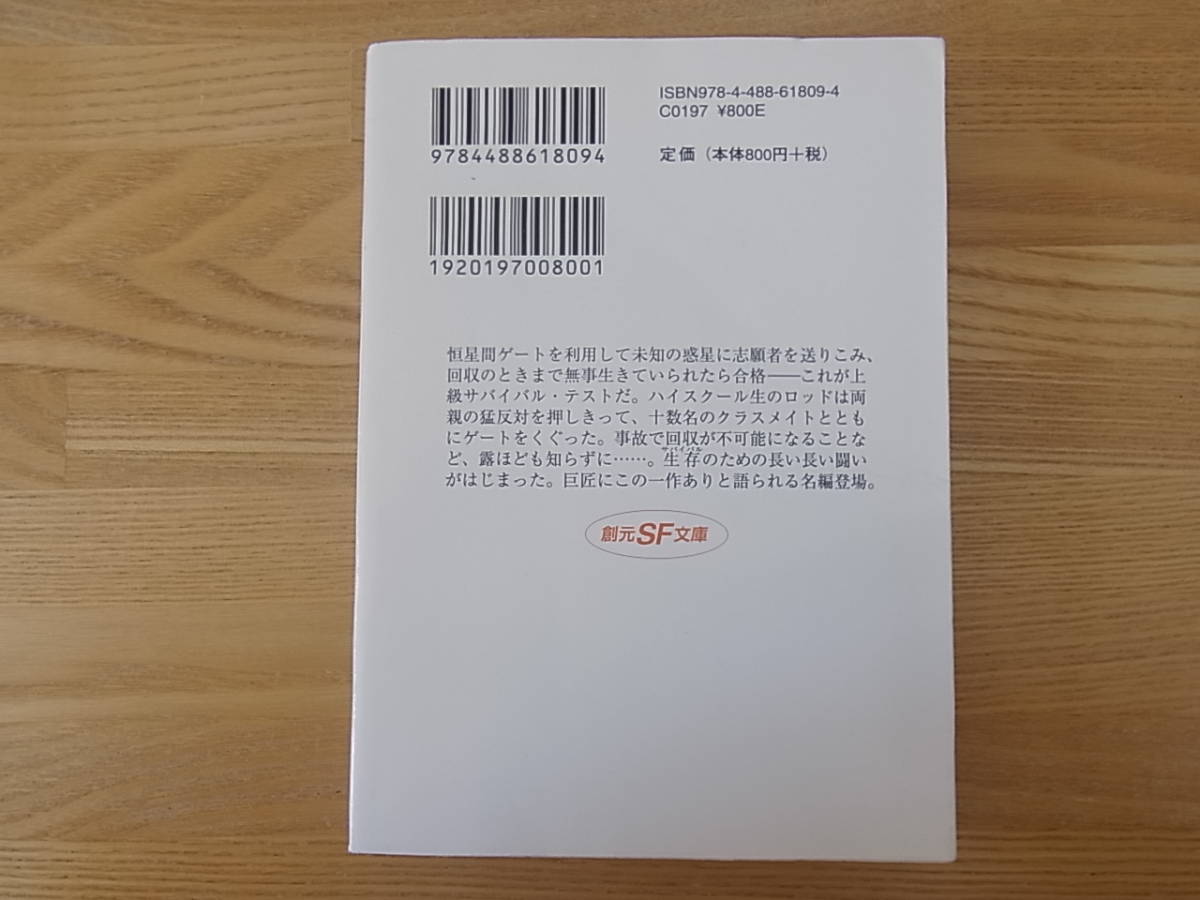 ISBN978-4-488-61809-4
C0197 ¥800E
9784488618094
定価（本体800円＋税）
1920197008001
恒星間ゲートを利用して未知の惑星に志願者を送りこみ、
回収のときまで無事生きていられたら合格――これが上
級サバイバル・テストだ。ハイスクール生のロッドは両
親の猛反対を押しきって、十数名のクラスメイトととも
にゲートをくぐった。事故で回収が不可能になることな
ど、露ほども知らずに……。生存のための長い長い闘い
サバイバル
がはじまった。巨匠にこの一作ありと語られる名編登場。
創元SF文庫